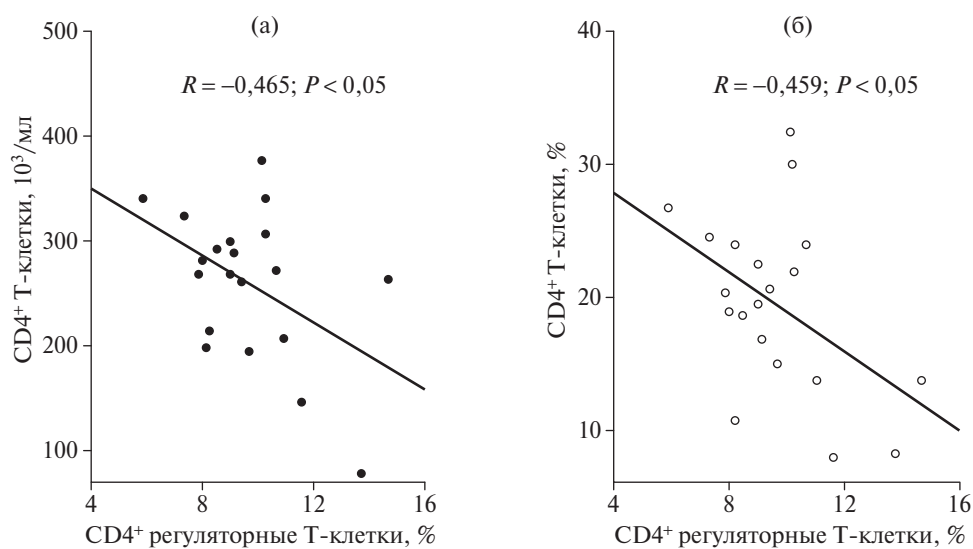 (а)
R = –0,465; P < 0,05
CD4⁺ Т-клетки, 10³/мл
500
400
300
200
100
4 8 12 16
CD4⁺ регуляторные Т-клетки, %
(б)
R = –0,459; P < 0,05
CD4⁺ Т-клетки, %
40
30
20
10
4 8 12 16
CD4⁺ регуляторные Т-клетки, %